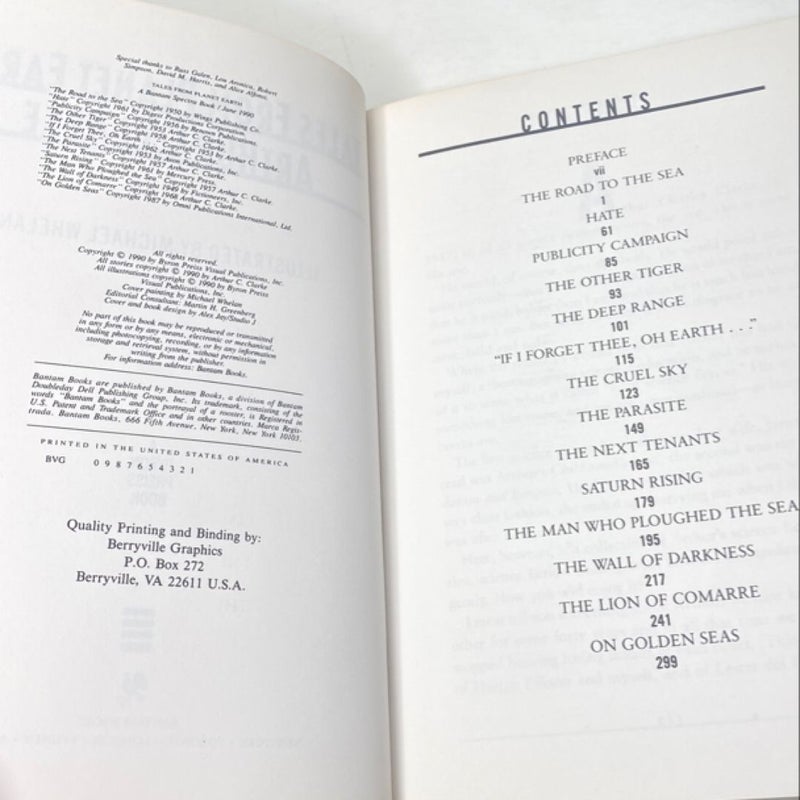 Special thanks to Russ Galen, Lou Aronica, Robert
Simpson, David M. Harris, and Alice Alfonsi.
TALES FROM PLANET EARTH
A Bantam Spectra Book / June 1990
"The Road to the Sea" Copyright 1950 by Wings Publishing Co.
"Hate" Copyright 1961 by Digest Productions Corporation.
"Publicity Campaign" Copyright 1956 by Renown Publications.
"The Other Tiger" Copyright 1953 Arthur C. Clarke.
"The Deep Range" Copyright 1954 Arthur C. Clarke.
"If I Forget Thee, Oh Earth" Copyright 1953 by Arthur C. Clarke.
"The Cruel Sky" Copyright 1962 Arthur C. Clarke.
"The Parasite" Copyright 1953 by Avon Publications, Inc.
"The Next Tenants" Copyright 1956 Arthur C. Clarke.
"Saturn Rising" Copyright 1961 by Mercury Press.
"The Man Who Ploughed the Sea" Copyright 1957 Arthur C. Clarke.
"The Wall of Darkness" Copyright 1949 by Fictioneers, Inc.
"The Lion of Comarre" Copyright 1968 Arthur C. Clarke.
"On Golden Seas" Copyright 1987 by Omni Publications International, Ltd.
All rights reserved.
Copyright © 1990 by Byron Preiss Visual Publications, Inc.
All stories copyright © 1990 by Arthur C. Clarke
All illustrations copyright © 1990 by Byron Preiss
Visual Publications, Inc.
Cover painting by Michael Whelan
Editorial Consultant: Martin H. Greenberg
Cover and book design by Alex Jay/Studio J
No part of this book may be reproduced or transmitted
in any form or by any means, electronic or mechanical,
including photocopying, recording, or by any information
storage and retrieval system, without permission in
writing from the publisher.
For information address: Bantam Books.
Bantam Books are published by Bantam Books, a division of Bantam
Doubleday Dell Publishing Group, Inc. Its trademark, consisting of the
words "Bantam Books" and the portrayal of a rooster, is Registered in
U.S. Patent and Trademark Office and in other countries. Marca Regis-
trada. Bantam Books, 666 Fifth Avenue, New York, New York 10103.
PRINTED IN THE UNITED STATES OF AMERICA
BVG 0 9 8 7 6 5 4 3 2 1
Quality Printing and Binding by:
Berryville Graphics
P.O. Box 272
Berryville, VA 22611 U.S.A.
CONTENTS
PREFACE
vii
THE ROAD TO THE SEA
1
HATE
61
PUBLICITY CAMPAIGN
85
THE OTHER TIGER
93
THE DEEP RANGE
101
"IF I FORGET THEE, OH EARTH . . ."
115
THE CRUEL SKY
123
THE PARASITE
149
THE NEXT TENANTS
165
SATURN RISING
179
THE MAN WHO PLOUGHED THE SEA
195
THE WALL OF DARKNESS
217
THE LION OF COMARRE
241
ON GOLDEN SEAS
299